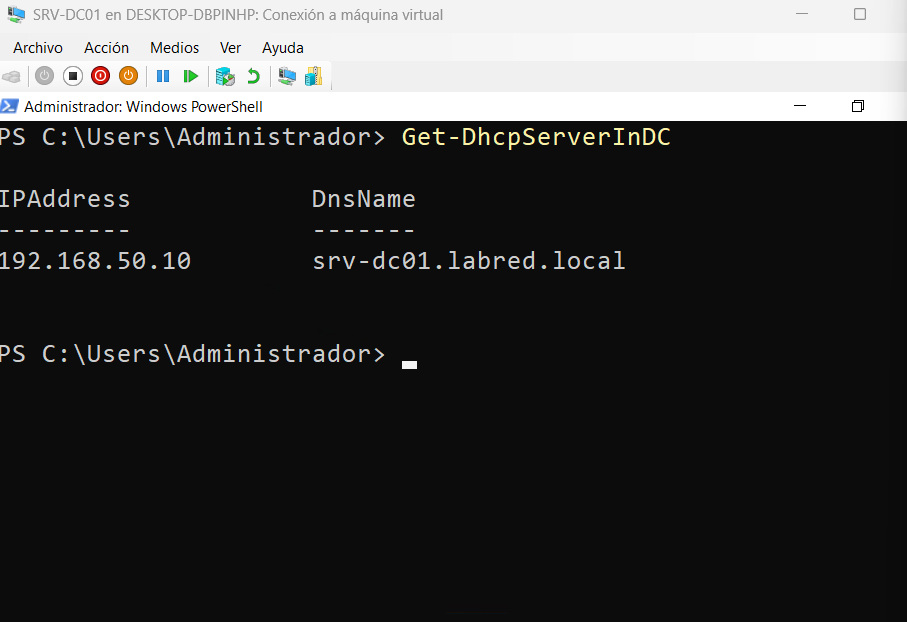 SRV-DC01 en DESKTOP-DBPINHP: Conexión a máquina virtual
Archivo Acción Medios Ver Ayuda
Administrador: Windows PowerShell
PS C:\Users\Administrador> Get-DhcpServerInDC
IPAddress DnsName
--------- -------
192.168.50.10 srv-dc01.labred.local
PS C:\Users\Administrador>